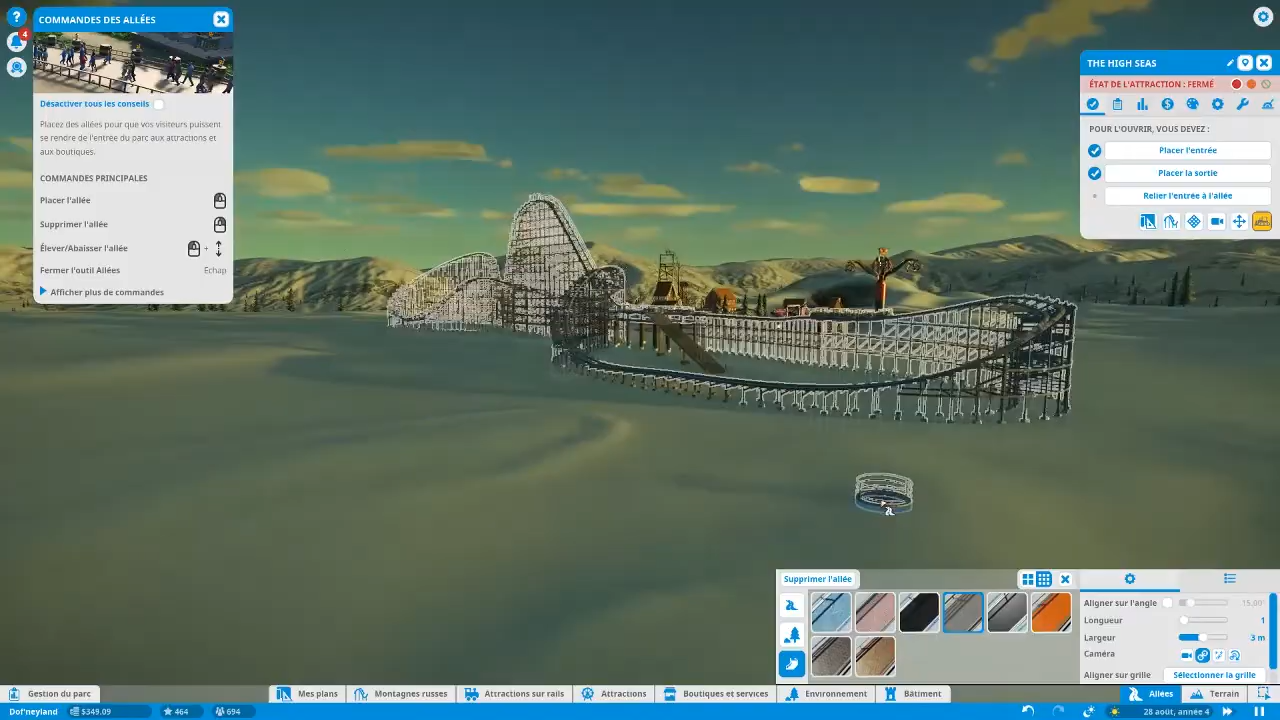 COMMANDES DES ALLÉES
4
Désactiver tous les conseils
Placez des allées pour que vos visiteurs puissent
se rendre de l'entrée du parc aux attractions et
aux boutiques.
COMMANDES PRINCIPALES
Placer l'allée
Supprimer l'allée
Élever/Abaisser l'allée
+
Fermer l'outil Allées
Echap
Afficher plus de commandes
THE HIGH SEAS
ÉTAT DE L'ATTRACTION : FERMÉ
POUR L'OUVRIR, VOUS DEVEZ :
Placer l'entrée
Placer la sortie
Relier l'entrée à l'allée
Supprimer l'allée
Aligner sur l'angle
15,00°
Longueur
1
Largeur
3 m
Caméra
Aligner sur grille
Sélectionner la grille
Gestion du parc
Mes plans
Montagnes russes
Attractions sur rails
Attractions
Boutiques et services
Environnement
Bâtiment
Allées
Terrain
Dof'neyland
$349.09
464
694
28 août, année 4